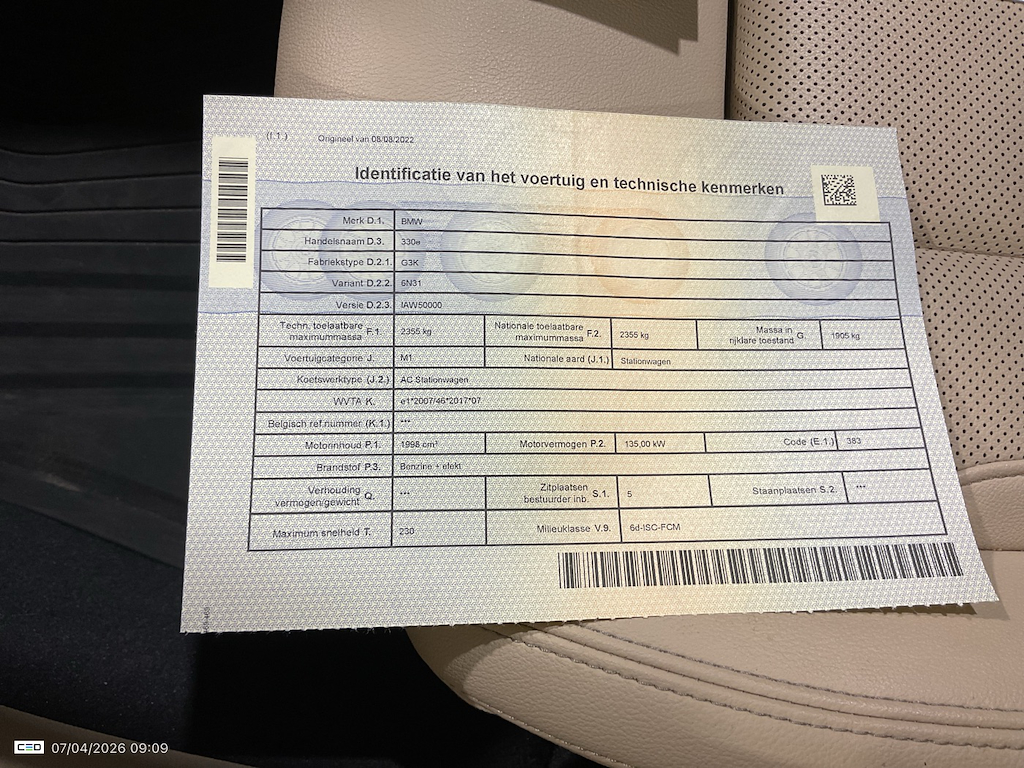 (I.1.) Origineel van 08/08/2022
Identificatie van het voertuig en technische kenmerken
Merk D.1. BMW
Handelsnaam D.3. 330e
Fabriekstype D.2.1. G3K
Variant D.2.2. 6N31
Versie D.2.3. IAW50000
Techn. toelaatbare maximummassa F.1. 2355 kg Nationale toelaatbare maximummassa F.2. 2355 kg Massa in rijklare toestand G. 1905 kg
Voertuigcategorie J. M1 Nationale aard (J.1.) Stationwagen
Koetswerktype (J.2.) AC Stationwagen
WVTA K. e1*2007/46*2017*07
Belgisch ref.nummer (K.1.) ***
Motorinhoud P.1. 1998 cm³ Motorvermogen P.2. 135,00 kW Code (E.1.) 383
Brandstof P.3. Benzine + elekt
Verhouding vermogen/gewicht Q. *** Zitplaatsen bestuurder inb. S.1. 5 Staanplaatsen S.2. ***
Maximum snelheid T. 230 Milieuklasse V.9. 6d-ISC-FCM
CEO 07/04/2026 09:09